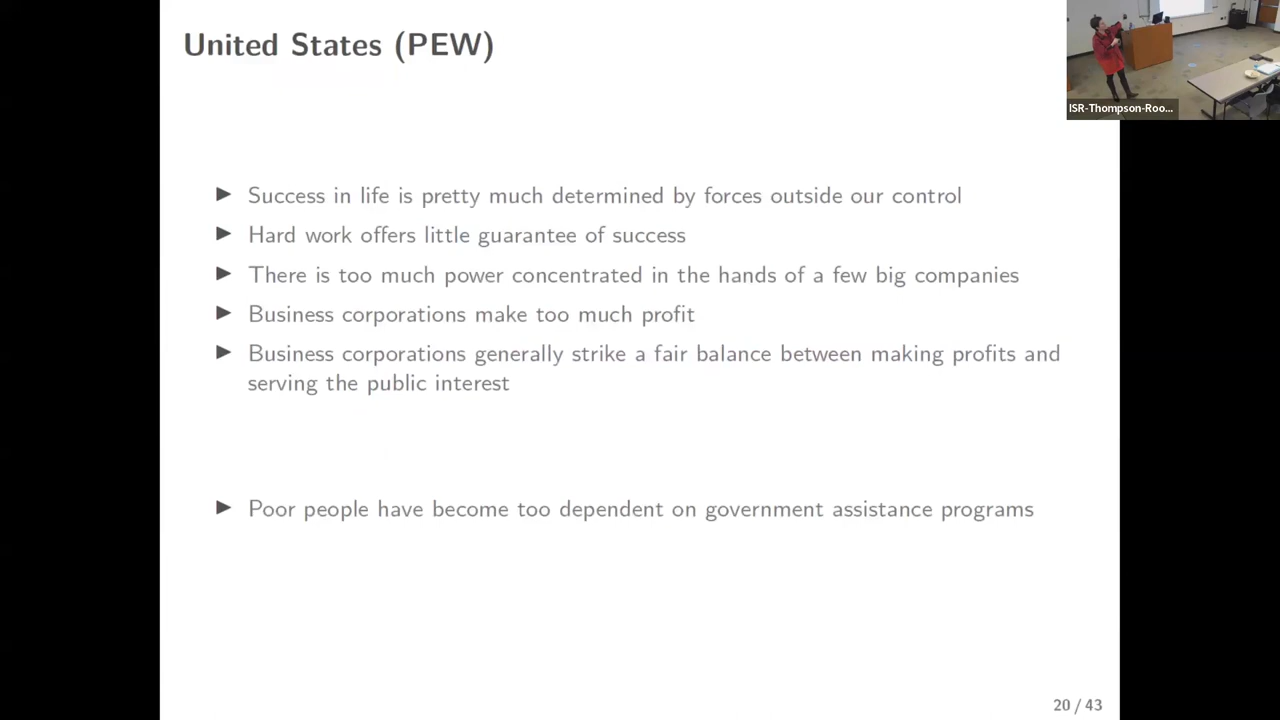 United States (PEW)
ISR-Thompson-Roo...
▶ Success in life is pretty much determined by forces outside our control
▶ Hard work offers little guarantee of success
▶ There is too much power concentrated in the hands of a few big companies
▶ Business corporations make too much profit
▶ Business corporations generally strike a fair balance between making profits and
serving the public interest
▶ Poor people have become too dependent on government assistance programs
20 / 43